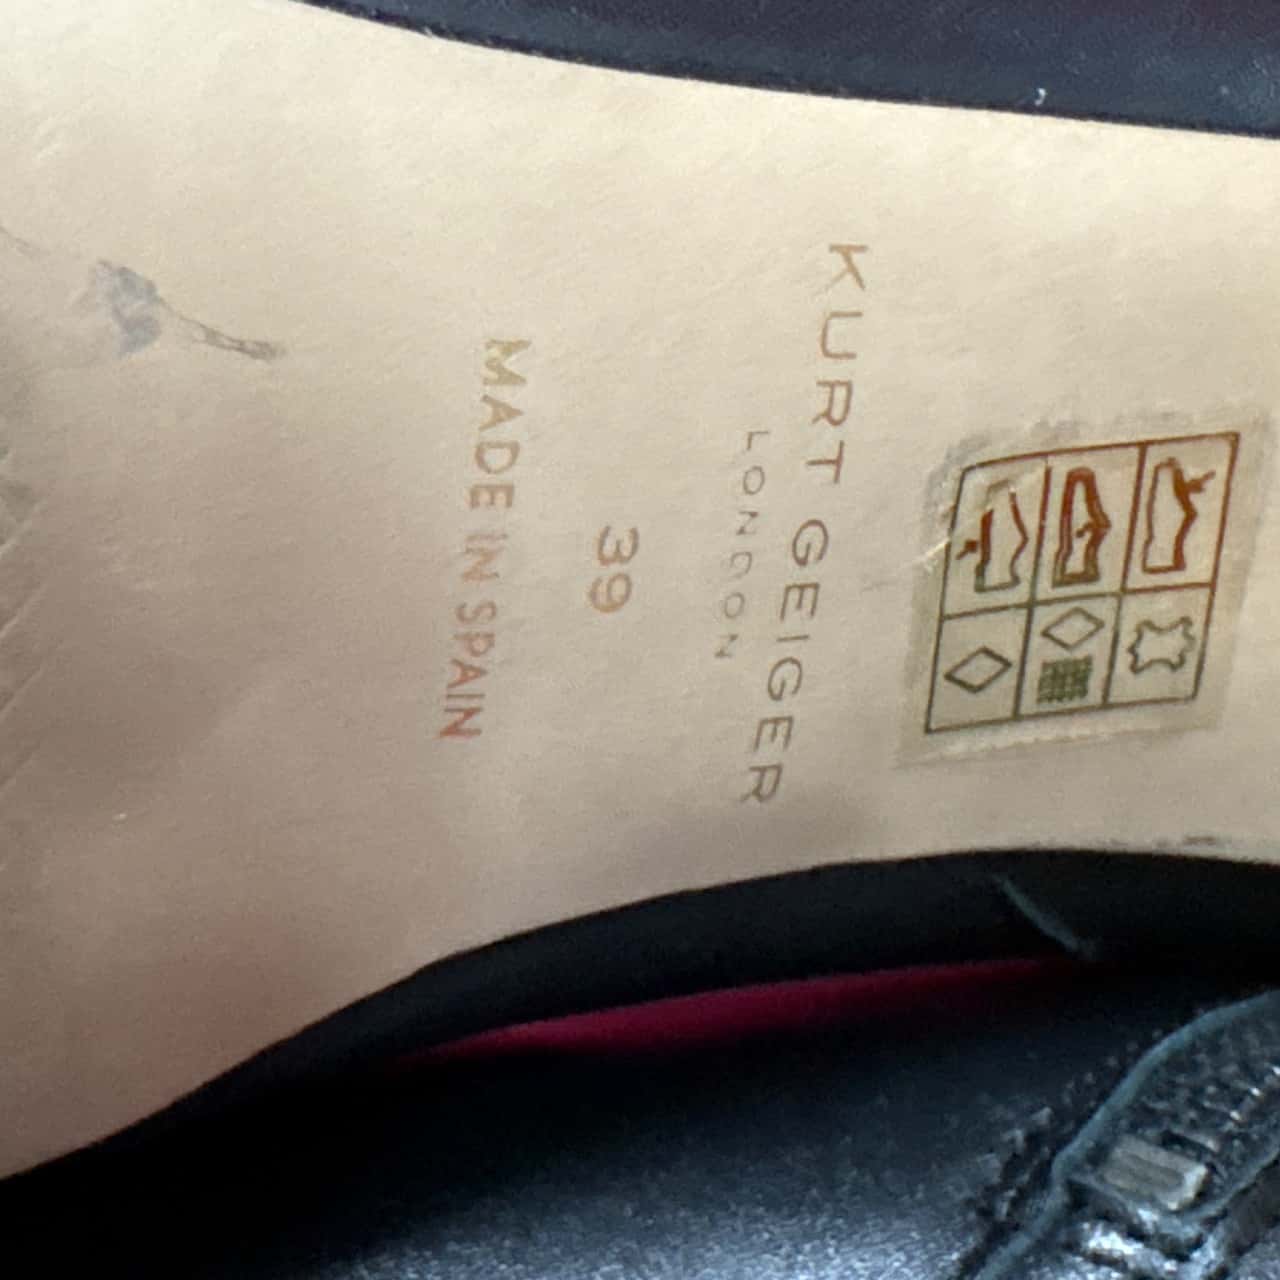 KURT GEIGER
LONDON
39
MADE IN SPAIN